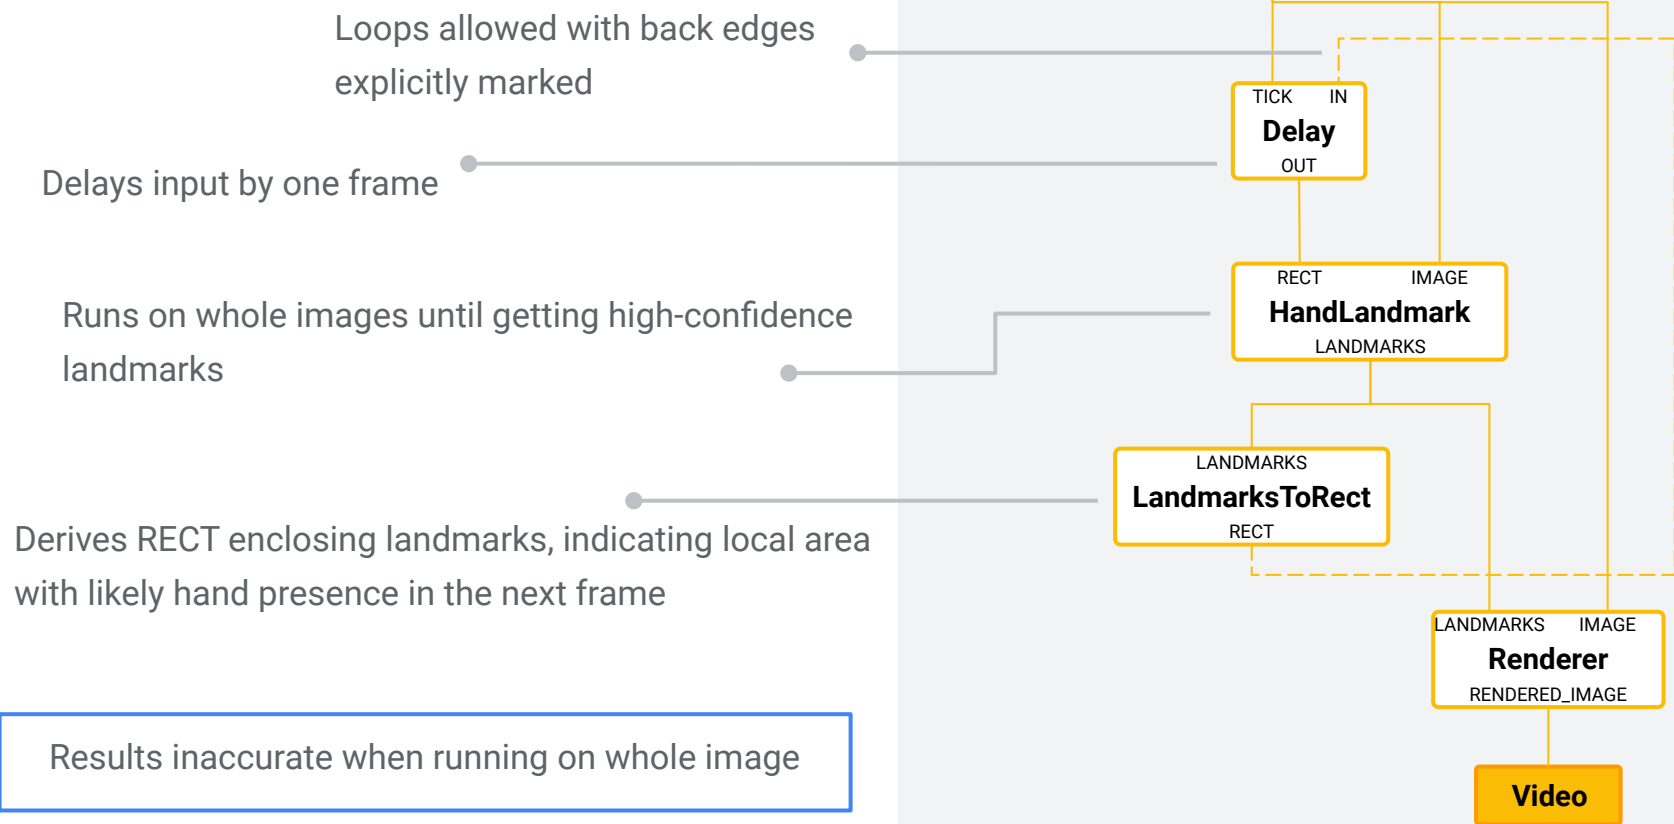 Loops allowed with back edges
explicitly marked
Delays input by one frame
Runs on whole images until getting high-confidence
landmarks
Derives RECT enclosing landmarks, indicating local area
with likely hand presence in the next frame
Results inaccurate when running on whole image
TICK IN
Delay
OUT
RECT IMAGE
HandLandmark
LANDMARKS
LANDMARKS
LandmarksToRect
RECT
LANDMARKS IMAGE
Renderer
RENDERED_IMAGE
Video